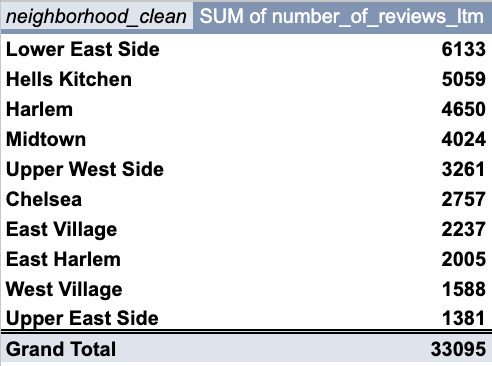 neighborhood_clean SUM of number_of_reviews_ltm
Lower East Side 6133
Hells Kitchen 5059
Harlem 4650
Midtown 4024
Upper West Side 3261
Chelsea 2757
East Village 2237
East Harlem 2005
West Village 1588
Upper East Side 1381
Grand Total 33095